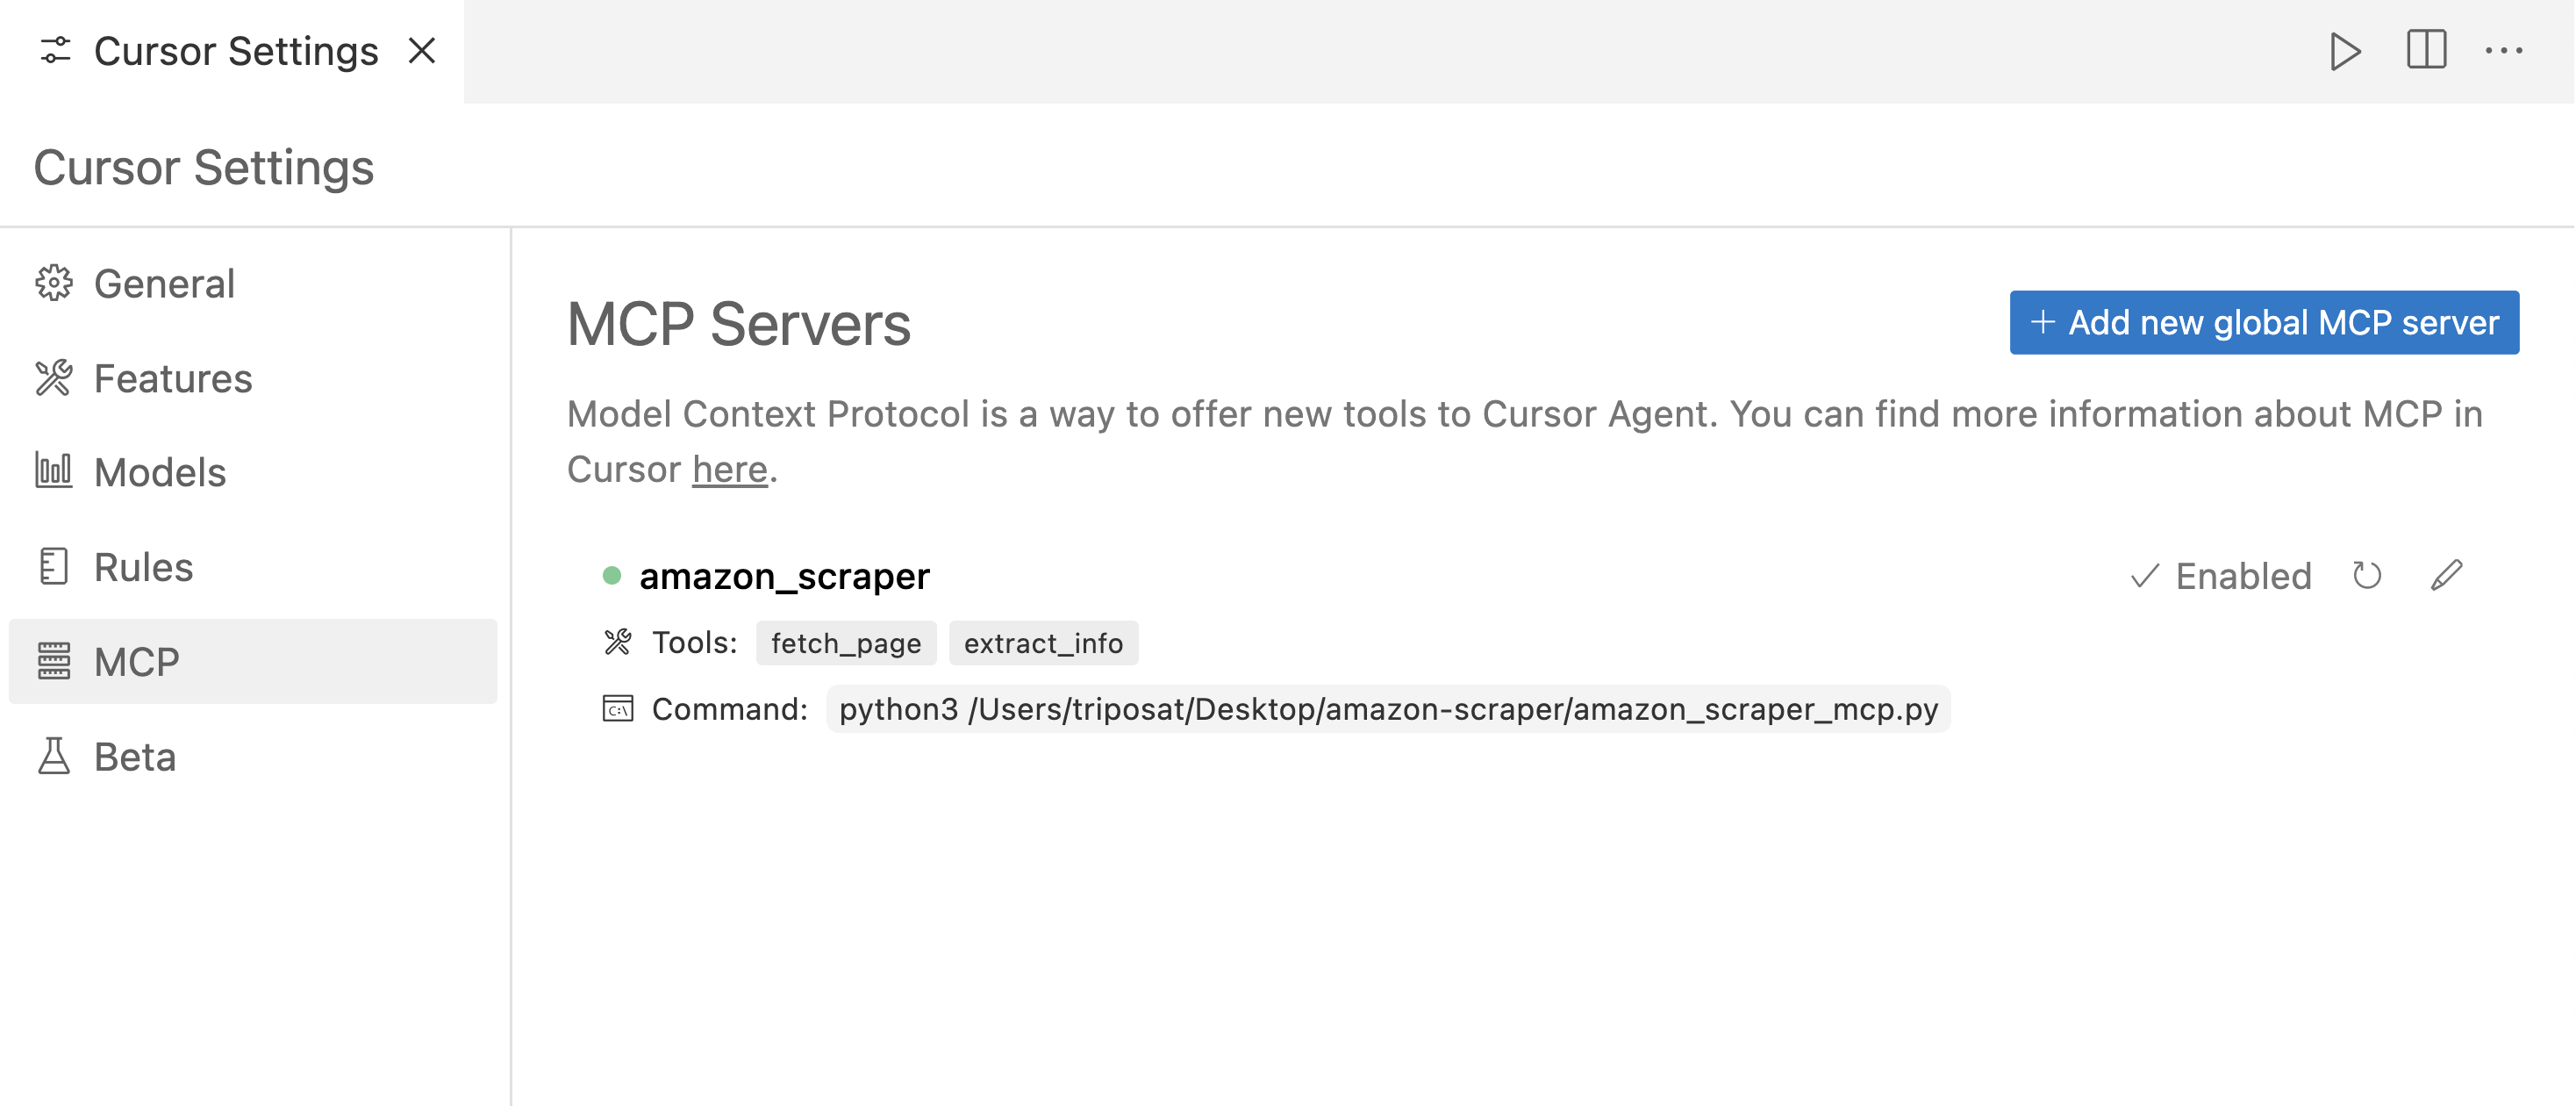 Cursor Settings
Cursor Settings
General
Features
Models
Rules
MCP
Beta
MCP Servers
+ Add new global MCP server
Model Context Protocol is a way to offer new tools to Cursor Agent. You can find more information about MCP in
Cursor here.
amazon_scraper
Enabled
Tools: fetch_page extract_info
C:\ Command: python3 /Users/triposat/Desktop/amazon-scraper/amazon_scraper_mcp.py